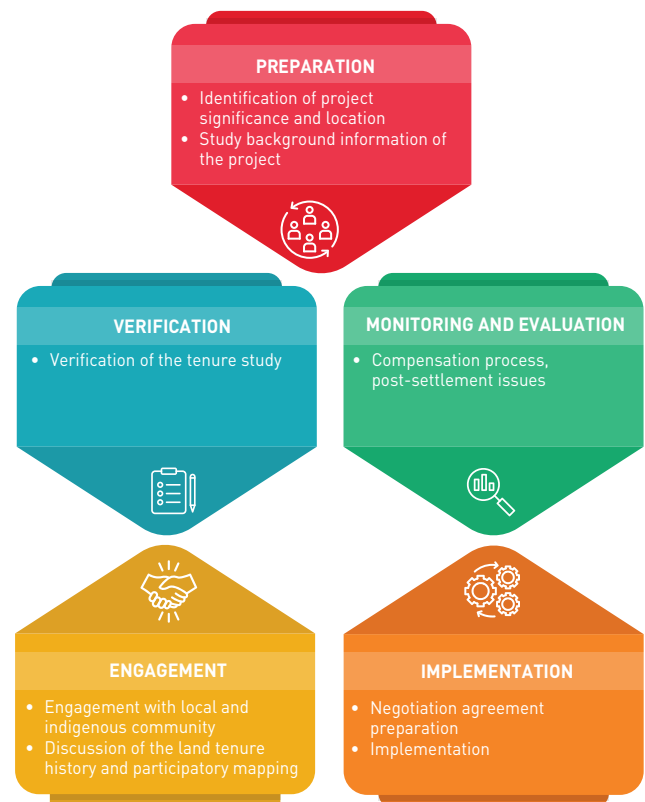 PREPARATION
• Identification of project
significance and location
• Study background information of
the project
VERIFICATION
• Verification of the tenure study
MONITORING AND EVALUATION
• Compensation process,
post-settlement issues
ENGAGEMENT
• Engagement with local and
indigenous community
• Discussion of the land tenure
history and participatory mapping
IMPLEMENTATION
• Negotiation agreement
preparation
• Implementation